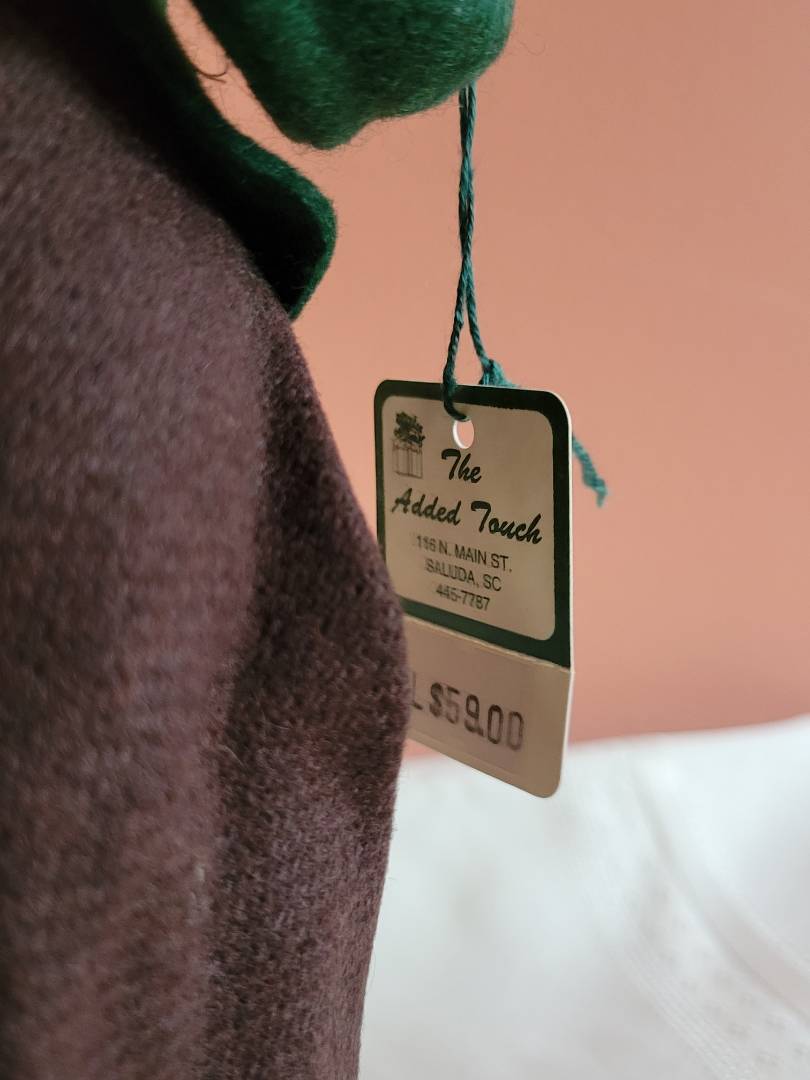 The
Added Touch
116 N. MAIN ST.
SALUDA, SC
445-7787
L $59.00